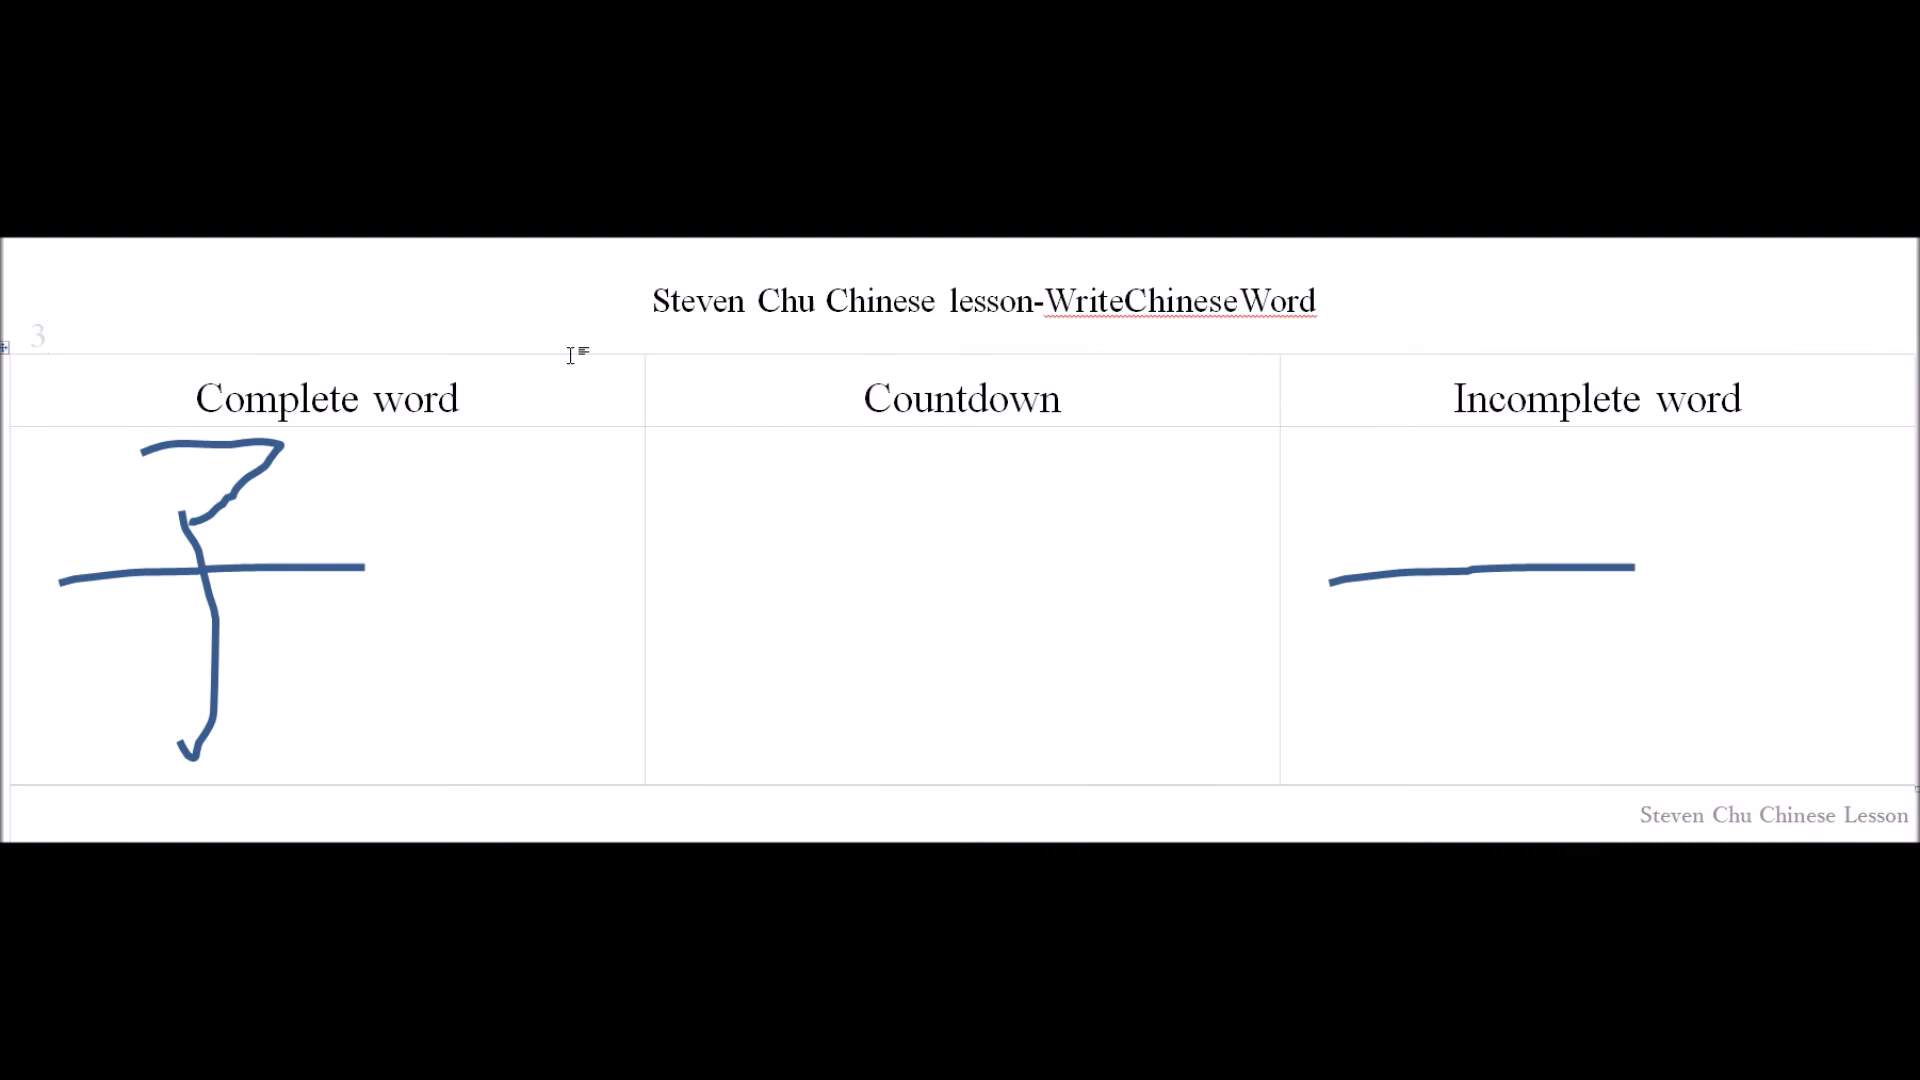 Steven Chu Chinese lesson-WriteChineseWord
3
Complete word Countdown Incomplete word
子 一
Steven Chu Chinese Lesson